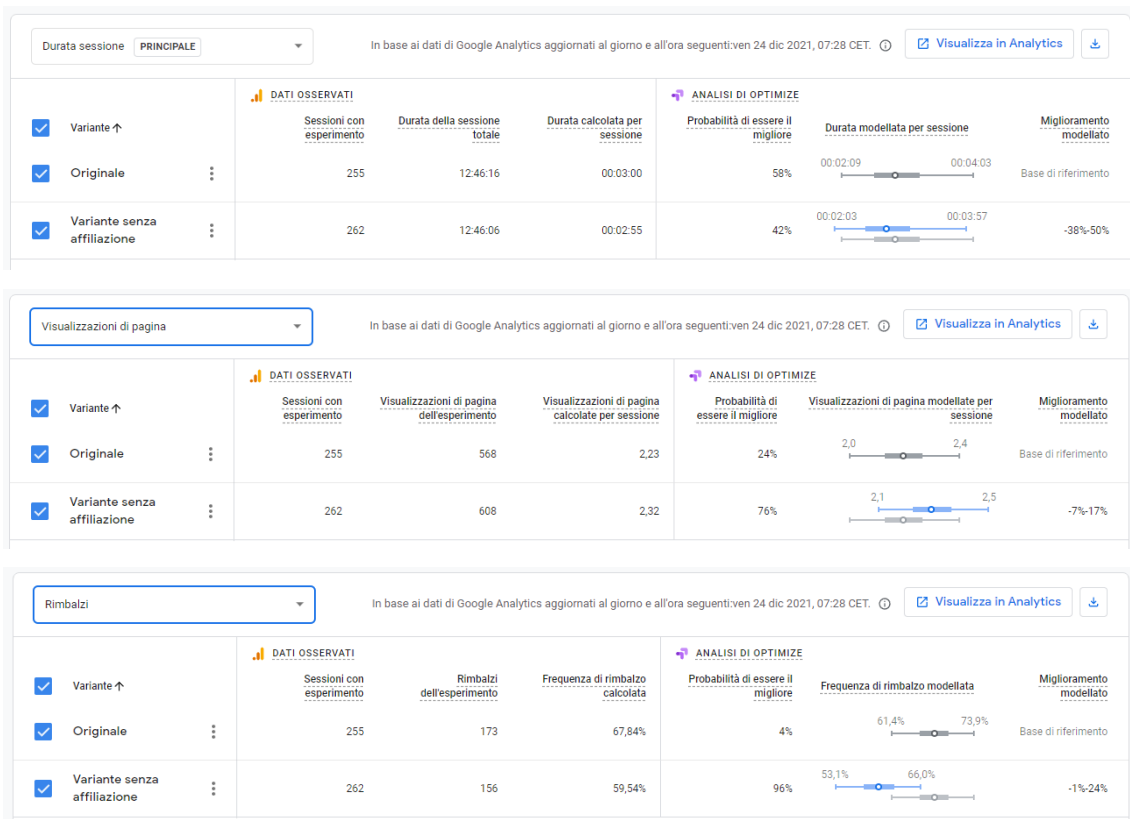 Durata sessione PRINCIPALE
In base ai dati di Google Analytics aggiornati al giorno e all'ora seguenti:ven 24 dic 2021, 07:28 CET.
Visualizza in Analytics
DATI OSSERVATI
ANALISI DI OPTIMIZE
Variante
Sessioni con esperimento
Durata della sessione totale
Durata calcolata per sessione
Probabilità di essere il migliore
Durata modellata per sessione
Miglioramento modellato
Originale
255
12:46:16
00:03:00
58%
00:02:09
00:04:03
Base di riferimento
Variante senza affiliazione
262
12:46:06
00:02:55
42%
00:02:03
00:03:57
-38%-50%
Visualizzazioni di pagina
In base ai dati di Google Analytics aggiornati al giorno e all'ora seguenti:ven 24 dic 2021, 07:28 CET.
Visualizza in Analytics
DATI OSSERVATI
ANALISI DI OPTIMIZE
Variante
Sessioni con esperimento
Visualizzazioni di pagina dell'esperimento
Visualizzazioni di pagina calcolate per sessione
Probabilità di essere il migliore
Visualizzazioni di pagina modellate per sessione
Miglioramento modellato
Originale
255
568
2,23
24%
2,0
2,4
Base di riferimento
Variante senza affiliazione
262
608
2,32
76%
2,1
2,5
-7%-17%
Rimbalzi
In base ai dati di Google Analytics aggiornati al giorno e all'ora seguenti:ven 24 dic 2021, 07:28 CET.
Visualizza in Analytics
DATI OSSERVATI
ANALISI DI OPTIMIZE
Variante
Sessioni con esperimento
Rimbalzi dell'esperimento
Frequenza di rimbalzo calcolata
Probabilità di essere il migliore
Frequenza di rimbalzo modellata
Miglioramento modellato
Originale
255
173
67,84%
4%
61,4%
73,9%
Base di riferimento
Variante senza affiliazione
262
156
59,54%
96%
53,1%
66,0%
-1%-24%